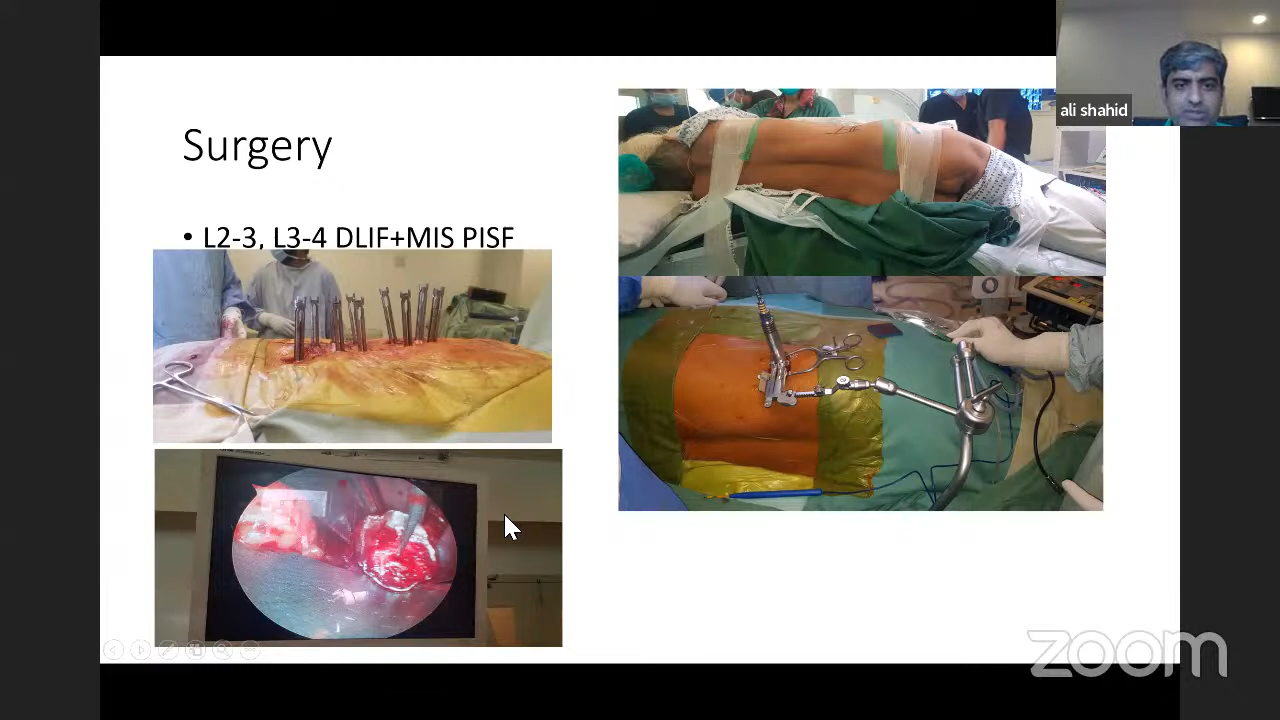 Surgery
• L2-3, L3-4 DLIF+MIS PISF
ali shahid
zoom